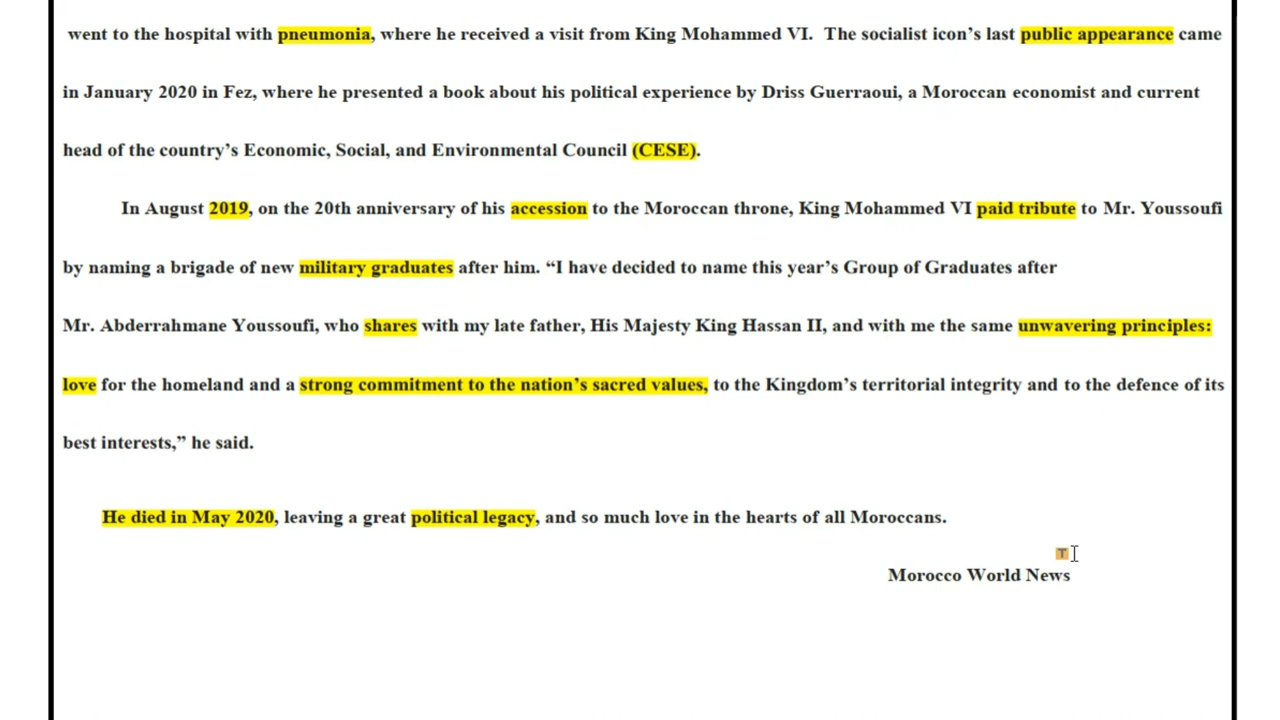 went to the hospital with pneumonia, where he received a visit from King Mohammed VI.  The socialist icon’s last public appearance came
in January 2020 in Fez, where he presented a book about his political experience by Driss Guerraoui, a Moroccan economist and current
head of the country’s Economic, Social, and Environmental Council (CESE).
In August 2019, on the 20th anniversary of his accession to the Moroccan throne, King Mohammed VI paid tribute to Mr. Youssoufi
by naming a brigade of new military graduates after him. “I have decided to name this year’s Group of Graduates after
Mr. Abderrahmane Youssoufi, who shares with my late father, His Majesty King Hassan II, and with me the same unwavering principles:
love for the homeland and a strong commitment to the nation’s sacred values, to the Kingdom’s territorial integrity and to the defence of its
best interests,” he said.
He died in May 2020, leaving a great political legacy, and so much love in the hearts of all Moroccans.
T
Morocco World News